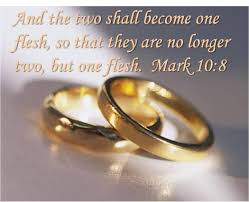 And the two shall become one
flesh, so that they are no longer
two, but one flesh. Mark 10:8